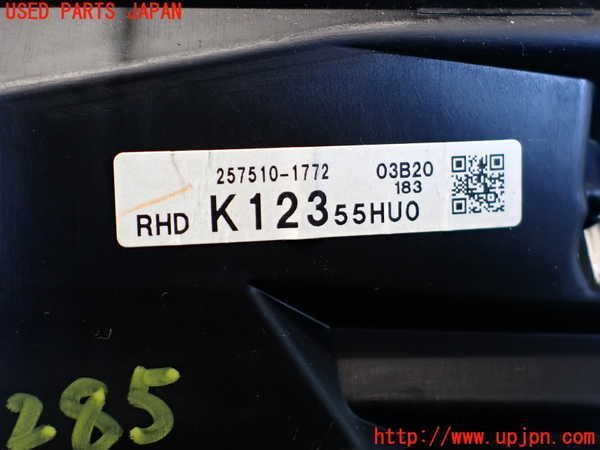 USED PARTS JAPAN
257510-1772 03B20
183
RHD K123 55HU0
285
http://www.upjpn.com/